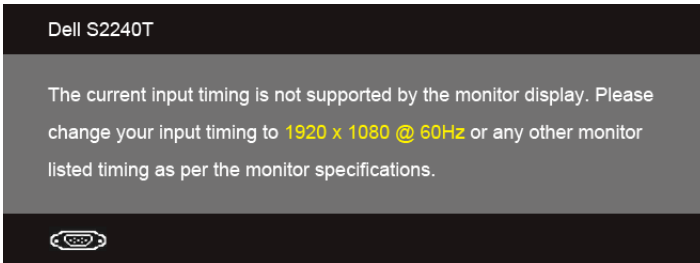 Dell S2240T
The current input timing is not supported by the monitor display. Please
change your input timing to 1920 x 1080 @ 60Hz or any other monitor
listed timing as per the monitor specifications.